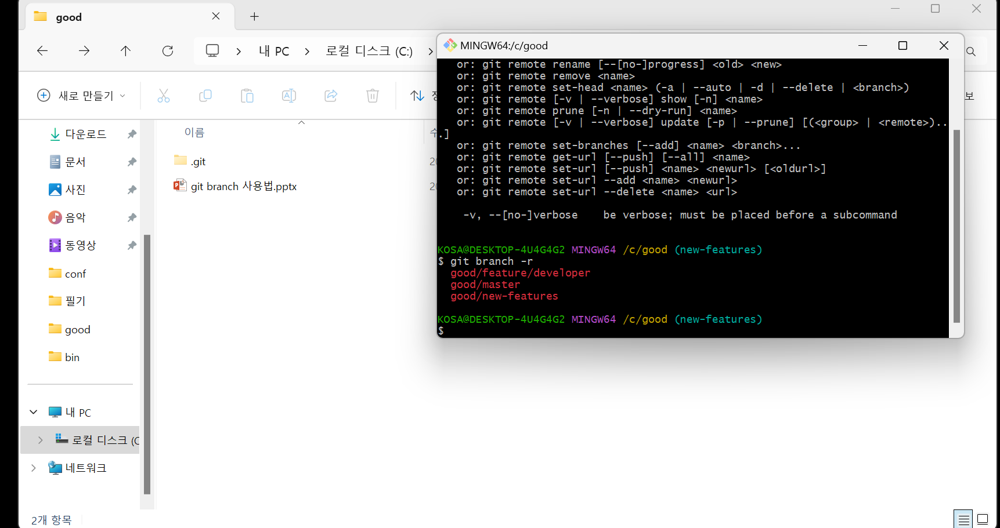 good
내 PC
로컬 디스크 (C:)
새로 만들기
이름
다운로드
문서
사진
음악
동영상
conf
필기
good
bin
내 PC
로컬 디스크 (C
네트워크
.git
git branch 사용법.pptx
2개 항목
MINGW64:/c/good
or: git remote rename [--[no-]progress] <old> <new>
or: git remote remove <name>
or: git remote set-head <name> (-a | --auto | -d | --delete | <branch>)
or: git remote [-v | --verbose] show [-n] <name>
or: git remote prune [-n | --dry-run] <name>
or: git remote [-v | --verbose] update [-p | --prune] [(<group> | <remote>)..
.]
or: git remote set-branches [--add] <name> <branch>...
or: git remote get-url [--push] [--all] <name>
or: git remote set-url [--push] <name> <newurl> [<oldurl>]
or: git remote set-url --add <name> <newurl>
or: git remote set-url --delete <name> <url>
-v, --[no-]verbose    be verbose; must be placed before a subcommand
KOSA@DESKTOP-4U4G4G2 MINGW64 /c/good (new-features)
$ git branch -r
good/feature/developer
good/master
good/new-features
KOSA@DESKTOP-4U4G4G2 MINGW64 /c/good (new-features)
$
보